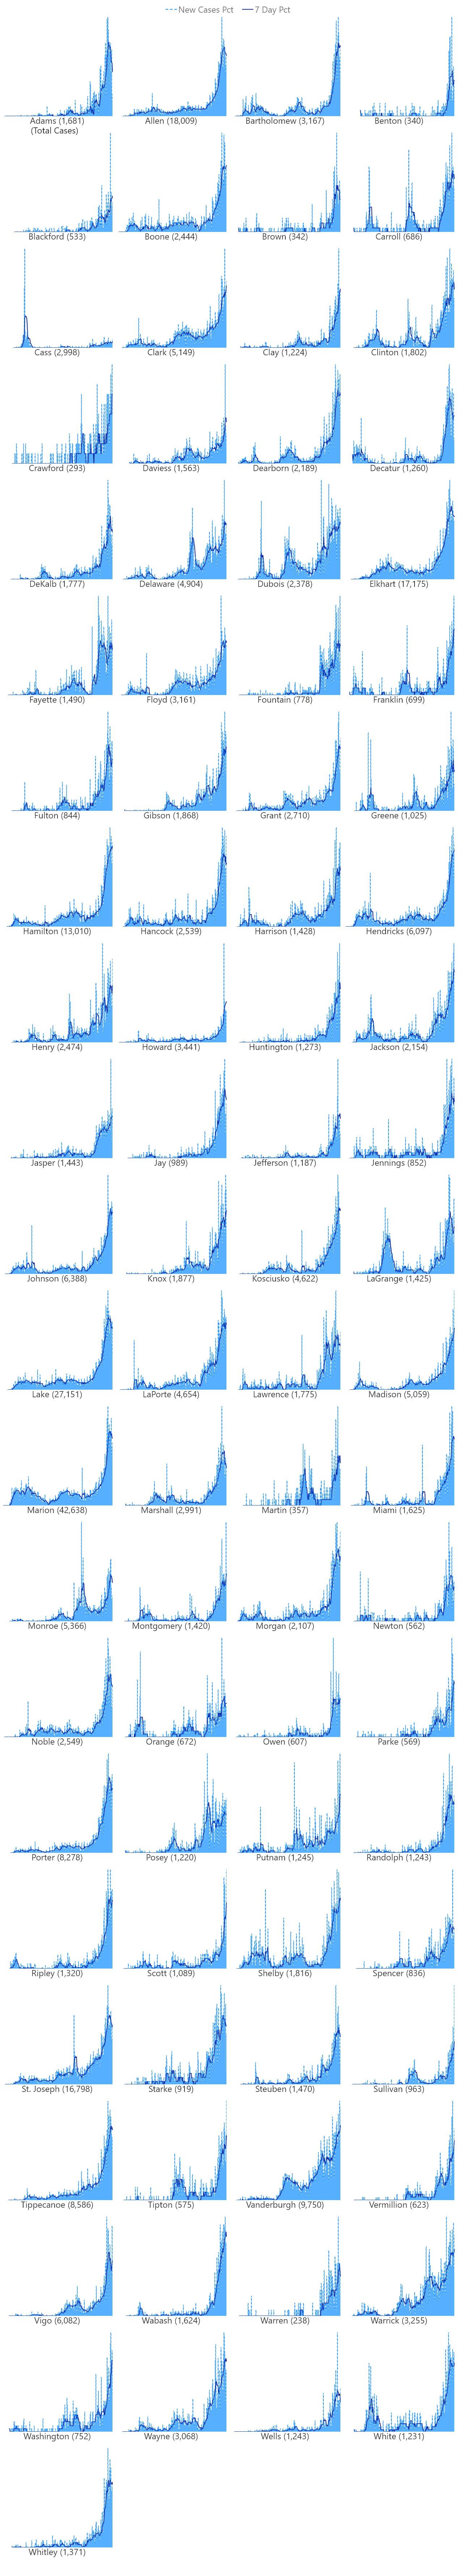 New Cases Pct 7 Day Pct
Adams (1,681) Allen (18,009) Bartholomew (3,167) Benton (340)
(Total Cases)
Blackford (533) Boone (2,444) Brown (342) Carroll (686)
Cass (2,998) Clark (5,149) Clay (1,224) Clinton (1,802)
Crawford (293) Daviess (1,563) Dearborn (2,189) Decatur (1,260)
DeKalb (1,777) Delaware (4,904) Dubois (2,378) Elkhart (17,175)
Fayette (1,490) Floyd (3,161) Fountain (778) Franklin (699)
Fulton (844) Gibson (1,868) Grant (2,710) Greene (1,025)
Hamilton (13,010) Hancock (2,539) Harrison (1,428) Hendricks (6,097)
Henry (2,474) Howard (3,441) Huntington (1,273) Jackson (2,154)
Jasper (1,443) Jay (989) Jefferson (1,187) Jennings (852)
Johnson (6,388) Knox (1,877) Kosciusko (4,622) LaGrange (1,425)
Lake (27,151) LaPorte (4,654) Lawrence (1,775) Madison (5,059)
Marion (42,638) Marshall (2,991) Martin (357) Miami (1,625)
Monroe (5,366) Montgomery (1,420) Morgan (2,107) Newton (562)
Noble (2,549) Orange (672) Owen (607) Parke (569)
Porter (8,278) Posey (1,220) Putnam (1,245) Randolph (1,243)
Ripley (1,320) Scott (1,089) Shelby (1,816) Spencer (836)
St. Joseph (16,798) Starke (919) Steuben (1,470) Sullivan (963)
Tippecanoe (8,586) Tipton (575) Vanderburgh (9,750) Vermillion (623)
Vigo (6,082) Wabash (1,624) Warren (238) Warrick (3,255)
Washington (752) Wayne (3,068) Wells (1,243) White (1,231)
Whitley (1,371)